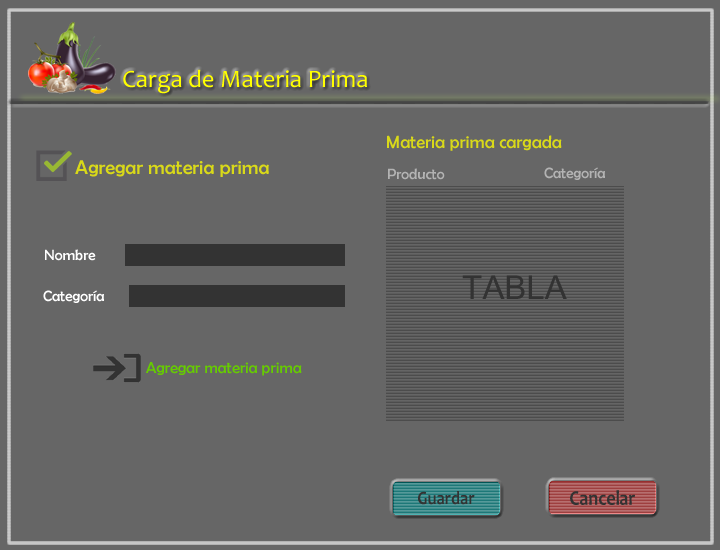 Carga de Materia Prima
Agregar materia prima
Nombre
Categoría
Agregar materia prima
Materia prima cargada
Producto Categoría
TABLA
Guardar Cancelar